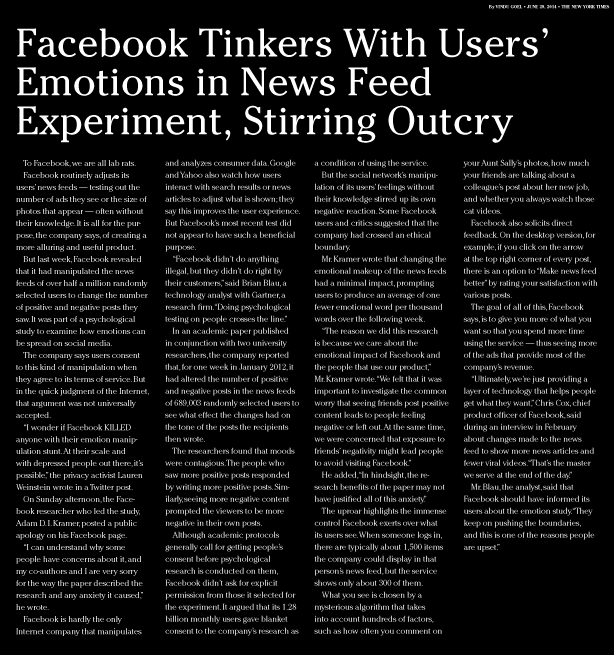 By VINDU GOEL • JUNE 29, 2014 • THE NEW YORK TIMES
Facebook Tinkers With Users’
Emotions in News Feed
Experiment, Stirring Outcry
To Facebook, we are all lab rats.
Facebook routinely adjusts its
users’ news feeds — testing out the
number of ads they see or the size of
photos that appear — often without
their knowledge. It is all for the pur-
pose, the company says, of creating a
more alluring and useful product.
But last week, Facebook revealed
that it had manipulated the news
feeds of over half a million randomly
selected users to change the number
of positive and negative posts they
saw. It was part of a psychological
study to examine how emotions can
be spread on social media.
The company says users consent
to this kind of manipulation when
they agree to its terms of service. But
in the quick judgment of the Internet,
that argument was not universally
accepted.
“I wonder if Facebook KILLED
anyone with their emotion manip-
ulation stunt. At their scale and
with depressed people out there, it’s
possible,” the privacy activist Lauren
Weinstein wrote in a Twitter post.
On Sunday afternoon, the Face-
book researcher who led the study,
Adam D. I. Kramer, posted a public
apology on his Facebook page.
“I can understand why some
people have concerns about it, and
my co-authors and I are very sorry
for the way the paper described the
research and any anxiety it caused,”
he wrote.
Facebook is hardly the only
Internet company that manipulates
and analyzes consumer data. Google
and Yahoo also watch how users
interact with search results or news
articles to adjust what is shown; they
say this improves the user experience.
But Facebook’s most recent test did
not appear to have such a beneficial
purpose.
“Facebook didn’t do anything
illegal, but they didn’t do right by
their customers,” said Brian Blau, a
technology analyst with Gartner, a
research firm. “Doing psychological
testing on people crosses the line.”
In an academic paper published
in conjunction with two university
researchers, the company reported
that, for one week in January 2012, it
had altered the number of positive
and negative posts in the news feeds
of 689,003 randomly selected users to
see what effect the changes had on
the tone of the posts the recipients
then wrote.
The researchers found that moods
were contagious. The people who
saw more positive posts responded
by writing more positive posts. Sim-
ilarly, seeing more negative content
prompted the viewers to be more
negative in their own posts.
Although academic protocols
generally call for getting people’s
consent before psychological
research is conducted on them,
Facebook didn’t ask for explicit
permission from those it selected for
the experiment. It argued that its 1.28
billion monthly users gave blanket
consent to the company’s research as
a condition of using the service.
But the social network’s manipu-
lation of its users’ feelings without
their knowledge stirred up its own
negative reaction. Some Facebook
users and critics suggested that the
company had crossed an ethical
boundary.
Mr. Kramer wrote that changing the
emotional makeup of the news feeds
had a minimal impact, prompting
users to produce an average of one
fewer emotional word per thousand
words over the following week.
“The reason we did this research
is because we care about the
emotional impact of Facebook and
the people that use our product,”
Mr. Kramer wrote. “We felt that it was
important to investigate the common
worry that seeing friends post positive
content leads to people feeling
negative or left out. At the same time,
we were concerned that exposure to
friends’ negativity might lead people
to avoid visiting Facebook.”
He added, “In hindsight, the re-
search benefits of the paper may not
have justified all of this anxiety.”
The uproar highlights the immense
control Facebook exerts over what
its users see. When someone logs in,
there are typically about 1,500 items
the company could display in that
person’s news feed, but the service
shows only about 300 of them.
What you see is chosen by a
mysterious algorithm that takes
into account hundreds of factors,
such as how often you comment on
your Aunt Sally’s photos, how much
your friends are talking about a
colleague’s post about her new job,
and whether you always watch those
cat videos.
Facebook also solicits direct
feedback. On the desktop version, for
example, if you click on the arrow
at the top right corner of every post,
there is an option to “Make news feed
better” by rating your satisfaction with
various posts.
The goal of all of this, Facebook
says, is to give you more of what you
want so that you spend more time
using the service — thus seeing more
of the ads that provide most of the
company’s revenue.
“Ultimately, we’re just providing a
layer of technology that helps people
get what they want,” Chris Cox, chief
product officer of Facebook, said
during an interview in February
about changes made to the news
feed to show more news articles and
fewer viral videos. “That’s the master
we serve at the end of the day.”
Mr. Blau, the analyst, said that
Facebook should have informed its
users about the emotion study. “They
keep on pushing the boundaries,
and this is one of the reasons people
are upset.”